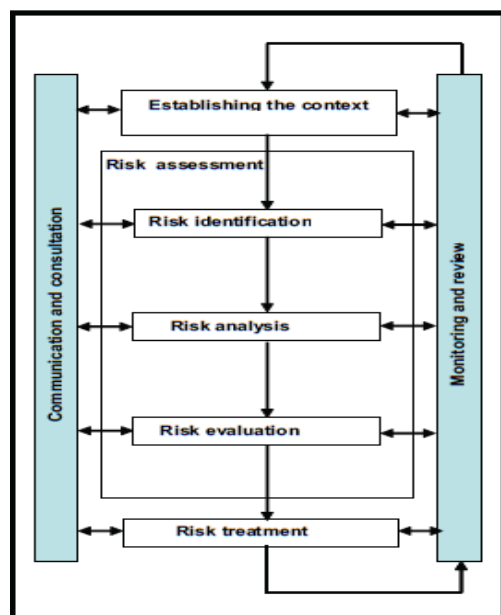 Establishing the context
Risk assessment
Risk identification
Risk analysis
Risk evaluation
Risk treatment
Communication and consultation
Monitoring and review